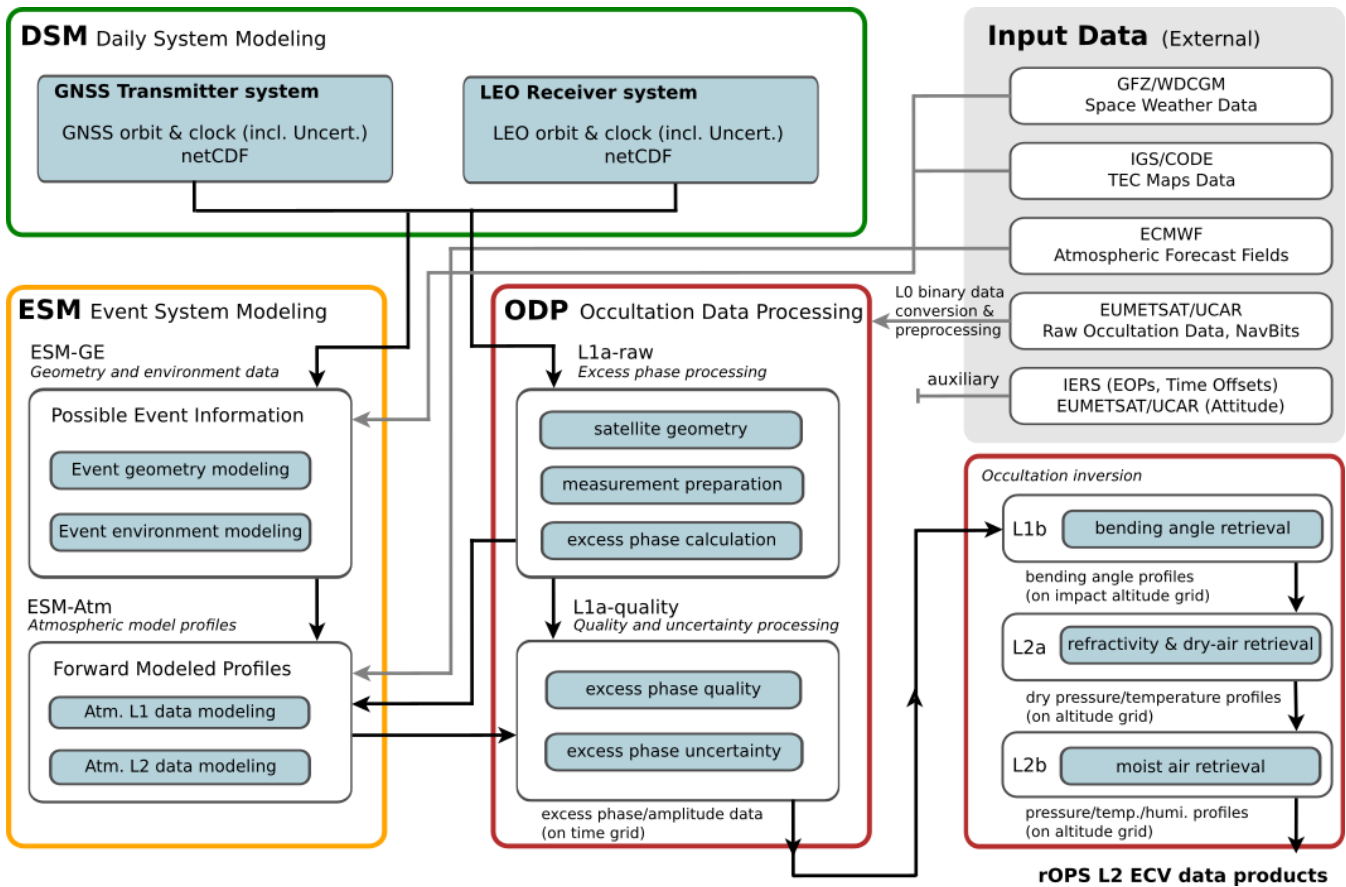 DSM Daily System Modeling
GNSS Transmitter system
GNSS orbit & clock (incl. Uncert.)
netCDF
LEO Receiver system
LEO orbit & clock (incl. Uncert.)
netCDF
Input Data (External)
GFZ/WDCGM
Space Weather Data
IGS/CODE
TEC Maps Data
ECMWF
Atmospheric Forecast Fields
L0 binary data
conversion &
preprocessing
EUMETSAT/UCAR
Raw Occultation Data, NavBits
auxiliary
IERS (EOPs, Time Offsets)
EUMETSAT/UCAR (Attitude)
ESM Event System Modeling
ESM-GE
Geometry and environment data
Possible Event Information
Event geometry modeling
Event environment modeling
ESM-Atm
Atmospheric model profiles
Forward Modeled Profiles
Atm. L1 data modeling
Atm. L2 data modeling
ODP Occultation Data Processing
L1a-raw
Excess phase processing
satellite geometry
measurement preparation
excess phase calculation
L1a-quality
Quality and uncertainty processing
excess phase quality
excess phase uncertainty
excess phase/amplitude data
(on time grid)
Occultation inversion
L1b bending angle retrieval
bending angle profiles
(on impact altitude grid)
L2a refractivity & dry-air retrieval
dry pressure/temperature profiles
(on altitude grid)
L2b moist air retrieval
pressure/temp./humi. profiles
(on altitude grid)
rOPS L2 ECV data products